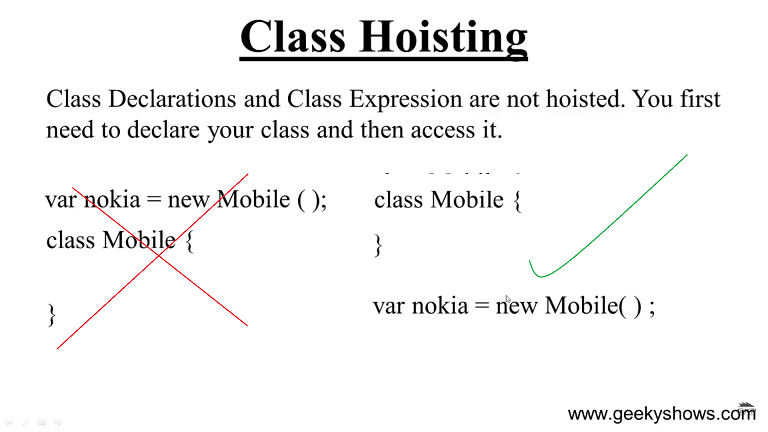 Class Hoisting
Class Declarations and Class Expression are not hoisted. You first
need to declare your class and then access it.
var nokia = new Mobile ( );
class Mobile {
}
class Mobile {
}
var nokia = new Mobile( ) ;
www.geekyshows.com